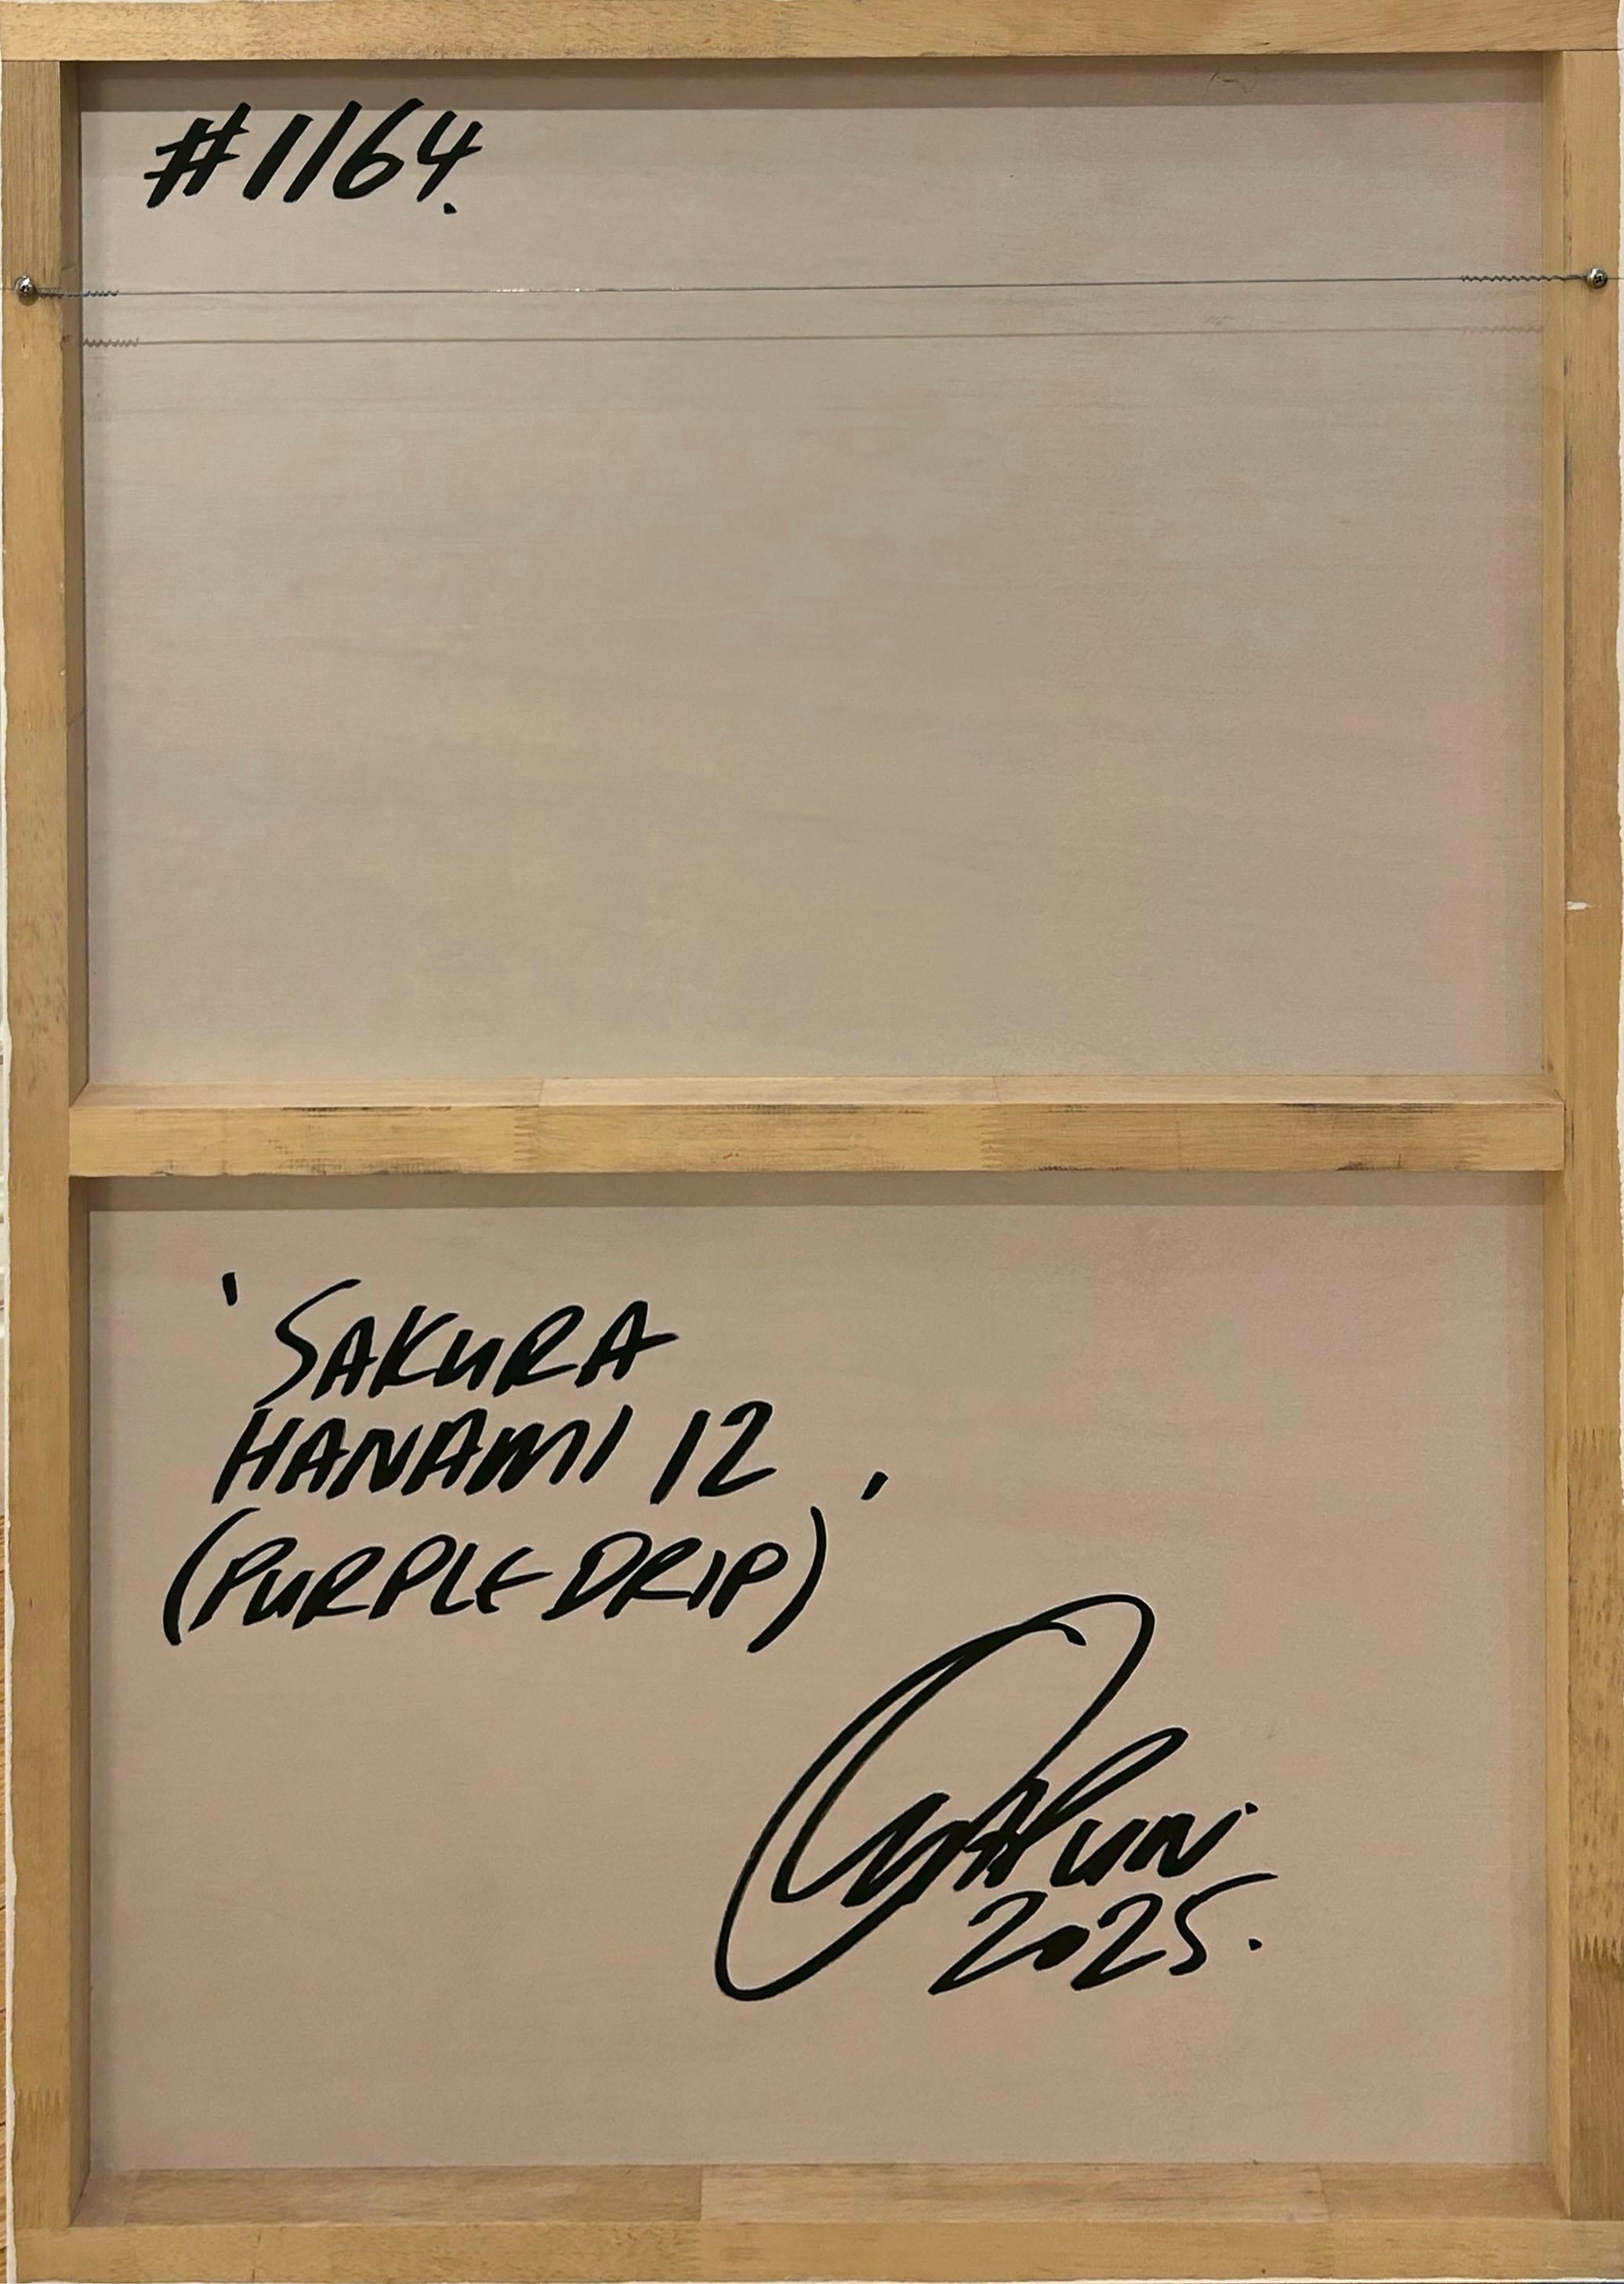 #1164.
'SAKURA
HANAMI 12
(PURPLE DRIP)'
2025.